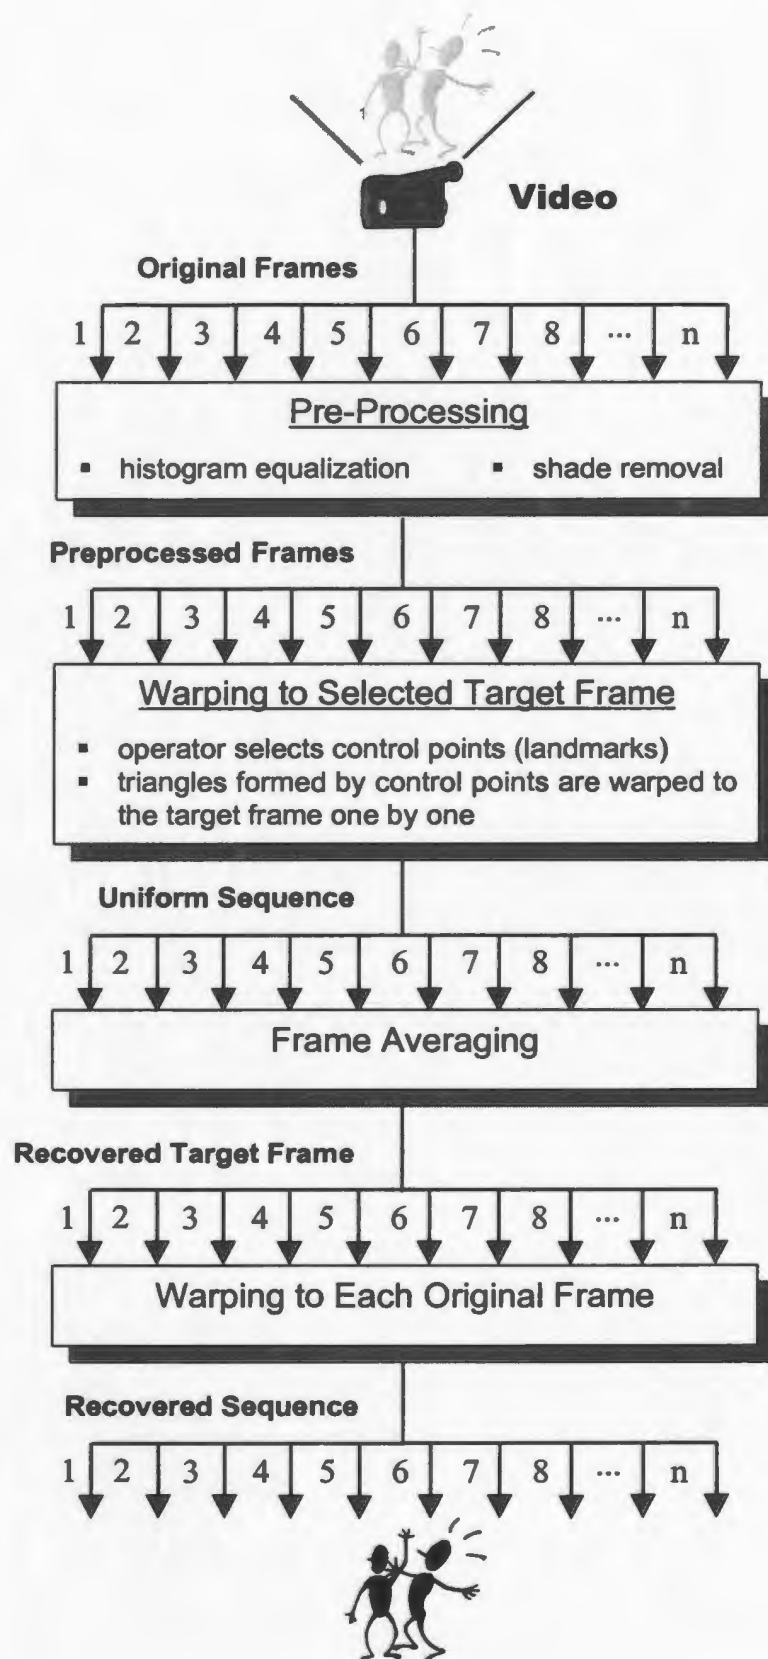 Video
Original Frames
1 2 3 4 5 6 7 8 ... n
Pre-Processing
▪ histogram equalization ▪ shade removal
Preprocessed Frames
1 2 3 4 5 6 7 8 ... n
Warping to Selected Target Frame
▪ operator selects control points (landmarks)
▪ triangles formed by control points are warped to
the target frame one by one
Uniform Sequence
1 2 3 4 5 6 7 8 ... n
Frame Averaging
Recovered Target Frame
1 2 3 4 5 6 7 8 ... n
Warping to Each Original Frame
Recovered Sequence
1 2 3 4 5 6 7 8 ... n